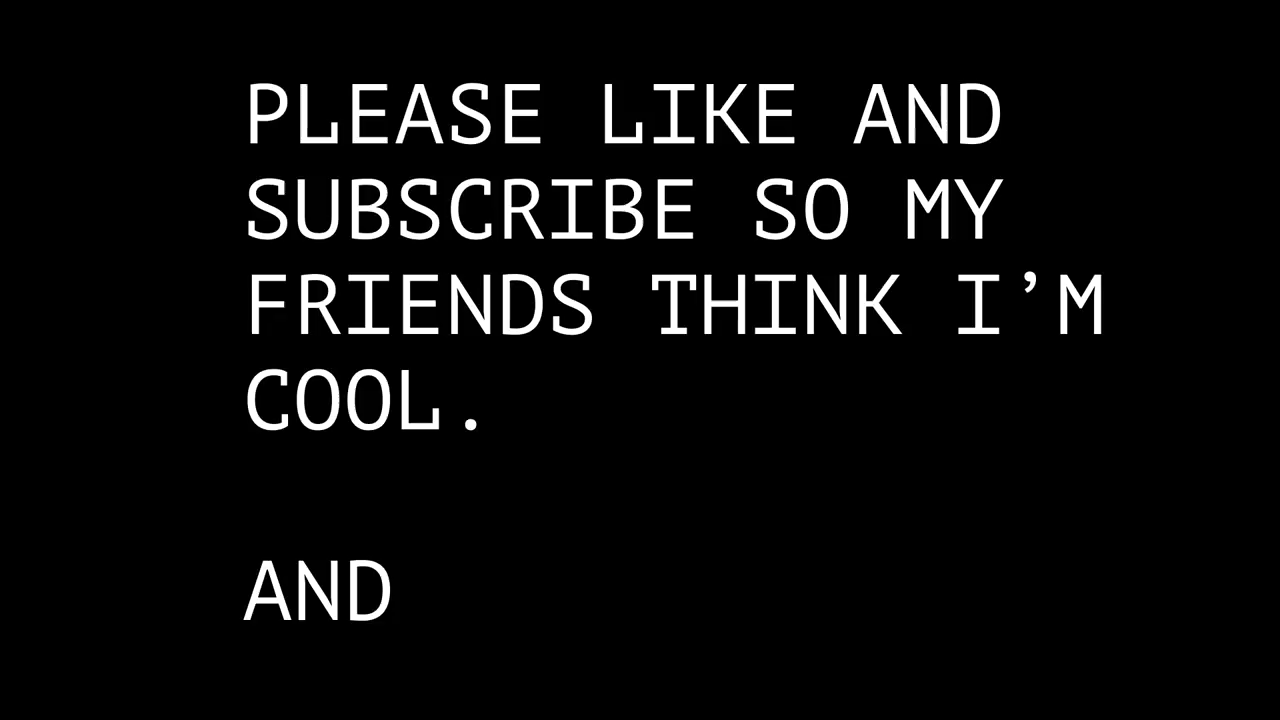 PLEASE LIKE AND
SUBSCRIBE SO MY
FRIENDS THINK I’M
COOL.
AND